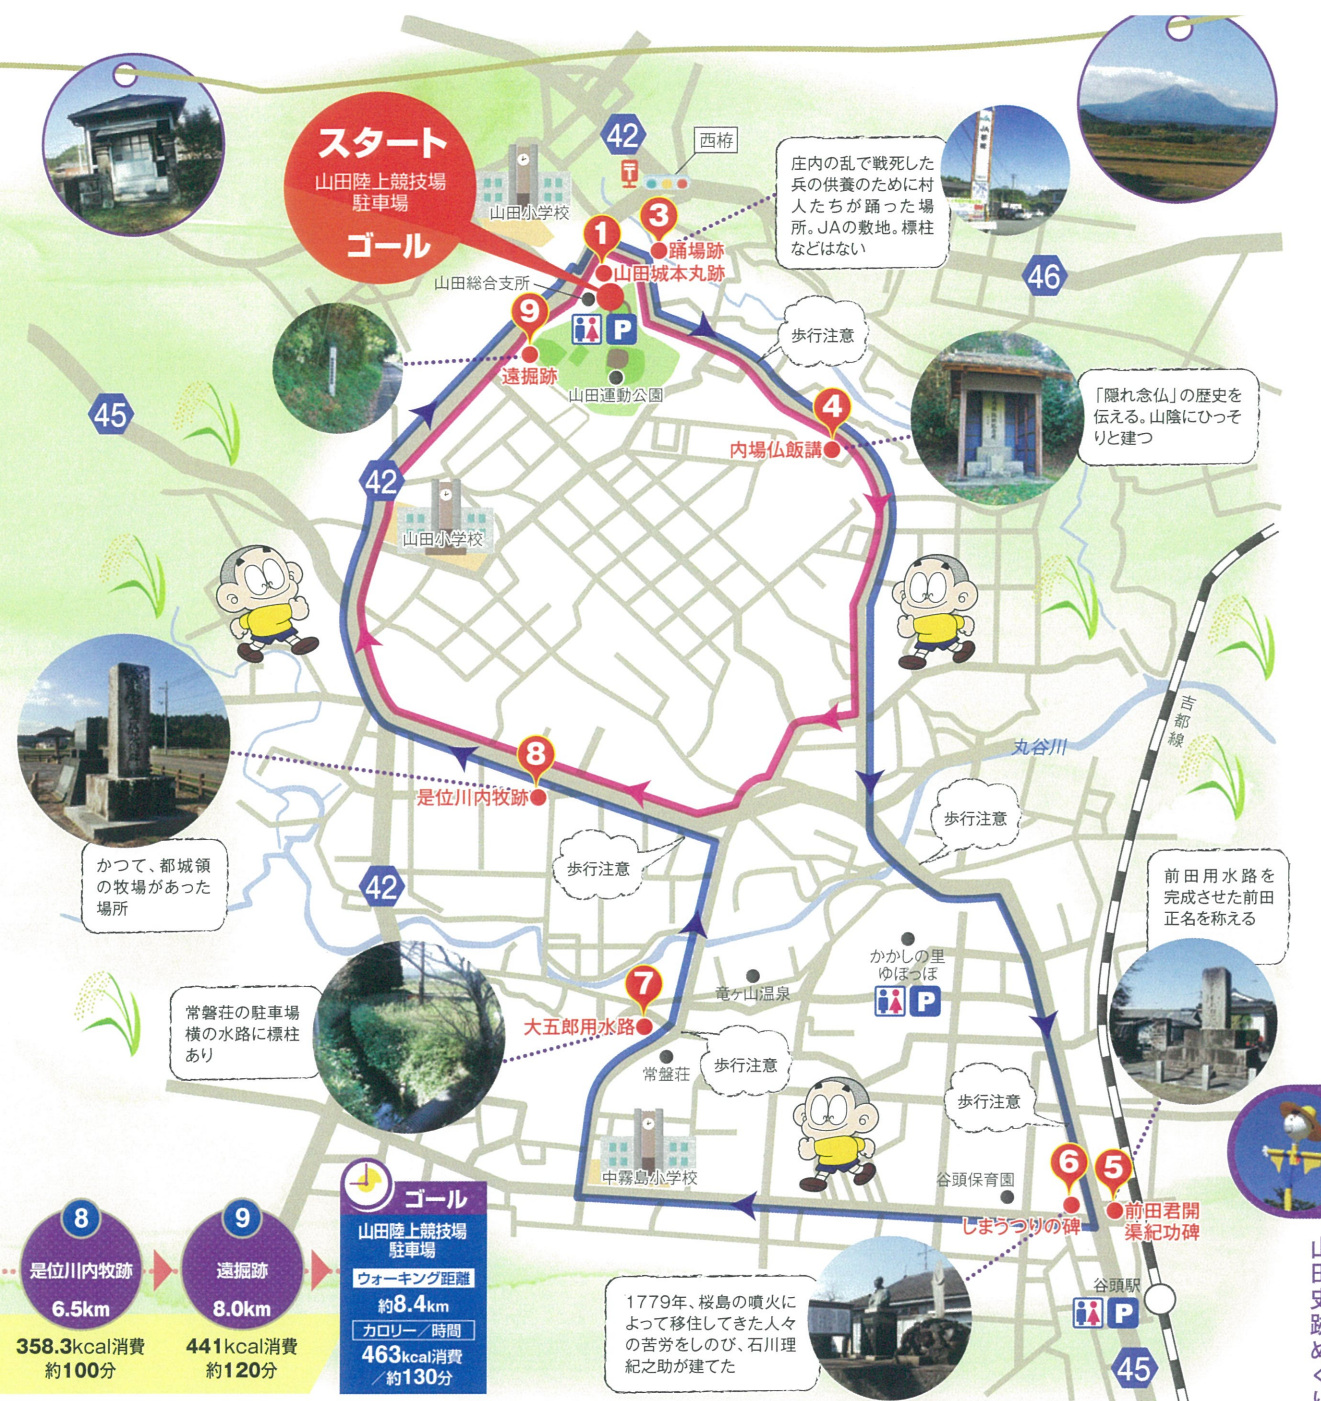 スタート
山田陸上競技場
駐車場
ゴール
42
西栫
山田小学校
庄内の乱で戦死した
兵の供養のために村
人たちが踊った場
所。JAの敷地。標柱
などはない
46
3
踊場跡
1
山田城本丸跡
山田総合支所
9
遠掘跡
P
山田運動公園
歩行注意
4
内場仏飯講
「隠れ念仏」の歴史を
伝える。山陰にひっそ
りと建つ
45
42
山田小学校
吉都線
丸谷川
8
是位川内牧跡
かつて、都城領
の牧場があった
場所
歩行注意
歩行注意
42
前田用水路を
完成させた前田
正名を称える
かかしの里
ゆぽっぽ
P
竜ヶ山温泉
7
大五郎用水路
常磐荘の駐車場
横の水路に標柱
あり
常盤荘
歩行注意
歩行注意
中霧島小学校
谷頭保育園
6
しまうつりの碑
5
前田君開
渠紀功碑
谷頭駅
P
45
1779年、桜島の噴火に
よって移住してきた人々
の苦労をしのび、石川理
紀之助が建てた
8
是位川内牧跡
6.5km
358.3kcal消費
約100分
9
遠掘跡
8.0km
441kcal消費
約120分
ゴール
山田陸上競技場
駐車場
ウォーキング距離
約8.4km
カロリー/時間
463kcal消費
/約130分
山田史跡めぐり